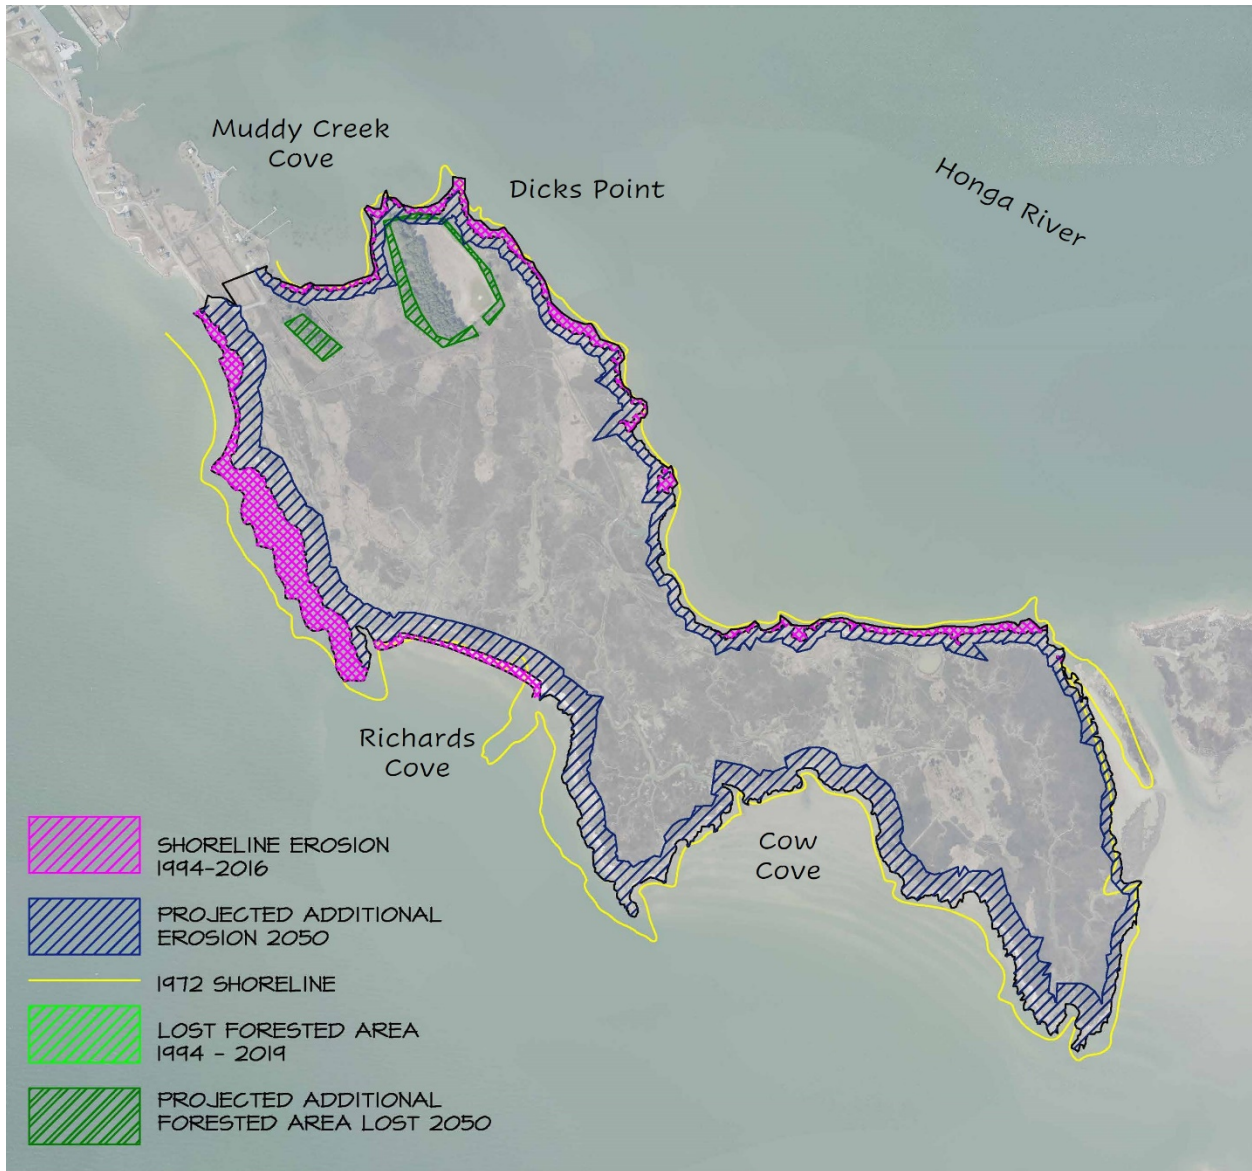 Muddy Creek
Cove
Dicks Point
Honga River
Richards
Cove
Cow
Cove
SHORELINE EROSION
1994-2016
PROJECTED ADDITIONAL
EROSION 2050
1972 SHORELINE
LOST FORESTED AREA
1994 - 2019
PROJECTED ADDITIONAL
FORESTED AREA LOST 2050